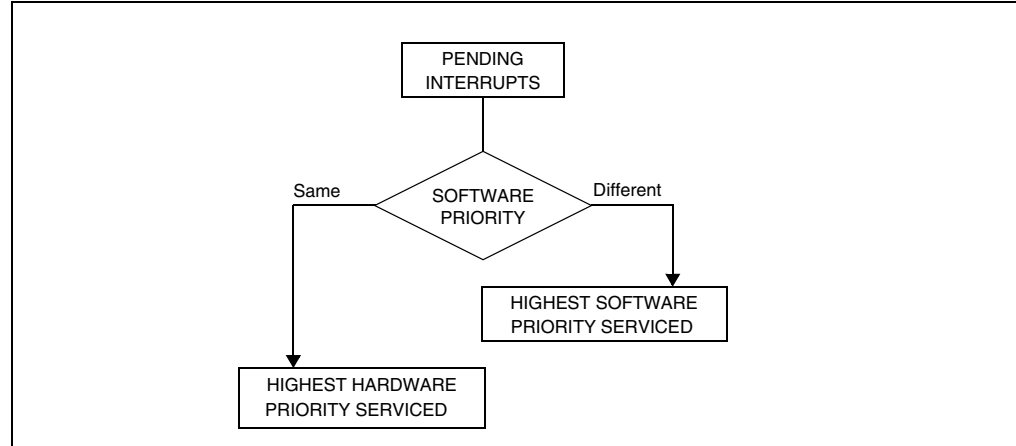 PENDING
INTERRUPTS
Same
SOFTWARE
PRIORITY
Different
HIGHEST SOFTWARE
PRIORITY SERVICED
HIGHEST HARDWARE
PRIORITY SERVICED